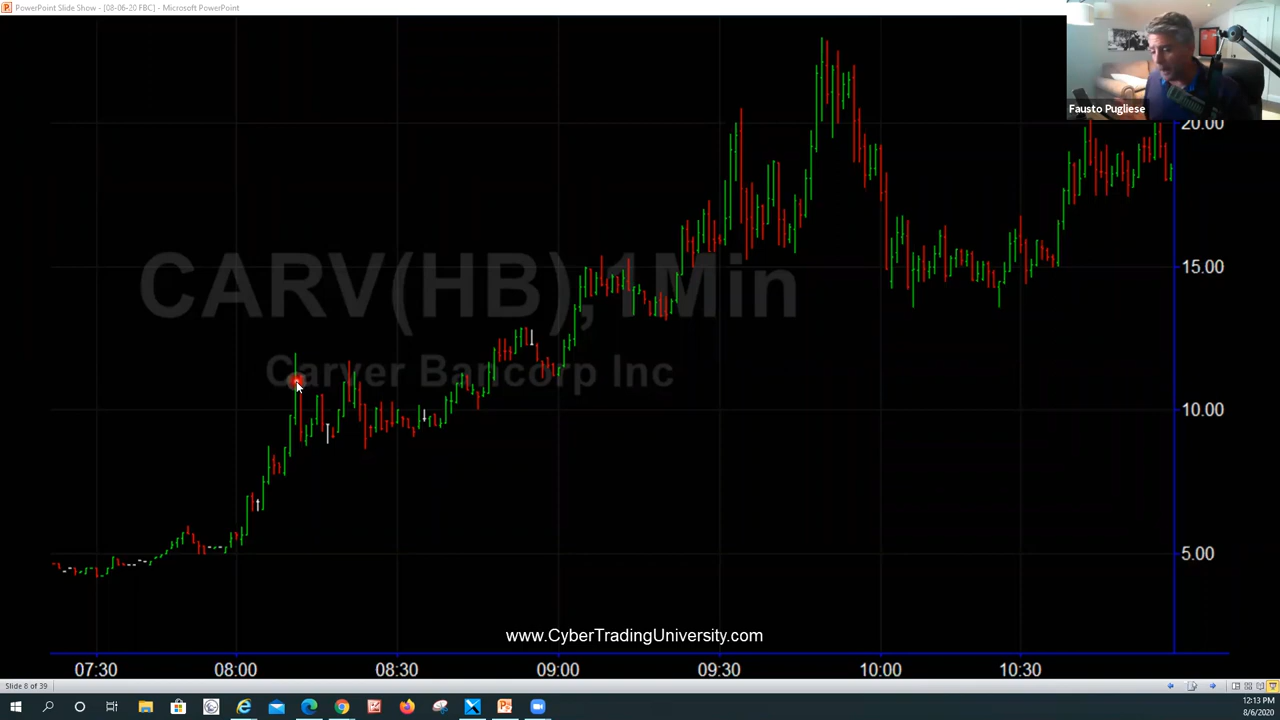 PowerPoint Slide Show - [08-06-20 FBC] - Microsoft PowerPoint
Fausto Pugliese
20.00
CARV(HB), 1Min
15.00
Carver Bancorp Inc
10.00
5.00
www.CyberTradingUniversity.com
07:30 08:00 08:30 09:00 09:30 10:00 10:30
Slide 8 of 39
12:13 PM
8/6/2020